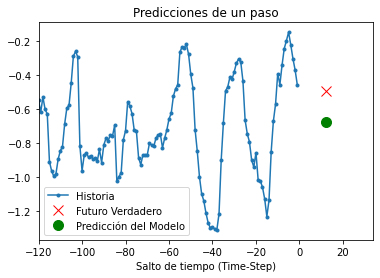 Predicciones de un paso
−0.2
−0.4
−0.6
−0.8
−1.0
−1.2
Historia
Futuro Verdadero
Predicción del Modelo
−120 −100 −80 −60 −40 −20 0 20
Salto de tiempo (Time-Step)